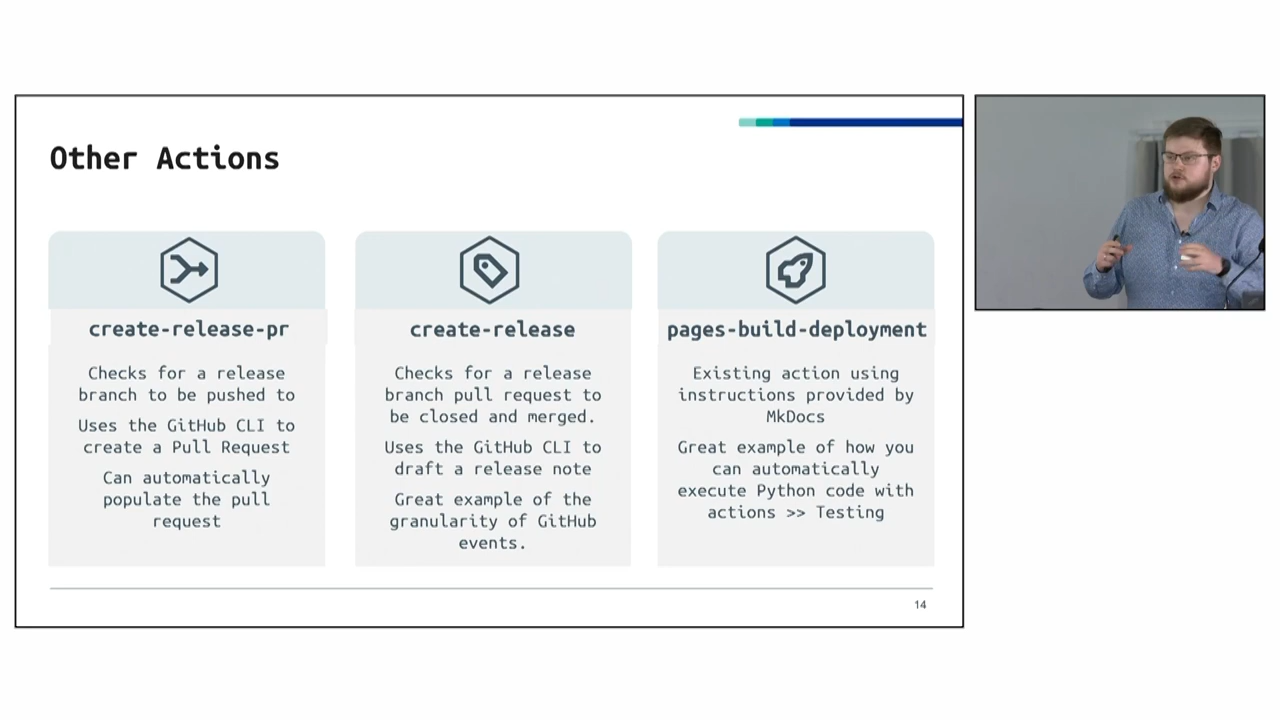 Other Actions
create-release-pr
Checks for a release
branch to be pushed to
Uses the GitHub CLI to
create a Pull Request
Can automatically
populate the pull
request
create-release
Checks for a release
branch pull request to
be closed and merged.
Uses the GitHub CLI to
draft a release note
Great example of the
granularity of GitHub
events.
pages-build-deployment
Existing action using
instructions provided by
MkDocs
Great example of how you
can automatically
execute Python code with
actions >> Testing
14